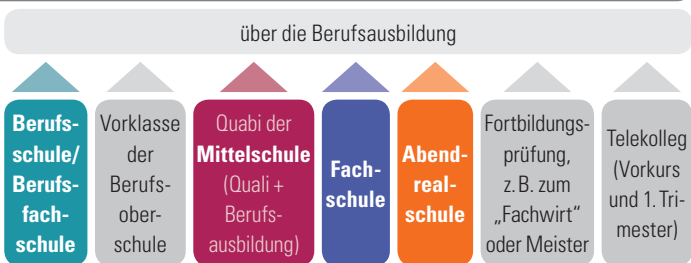 über die Berufsausbildung
Berufs-
schule/
Berufs-
fach-
schule
Vorklasse
der
Berufs-
ober-
schule
Quabi der
Mittelschule
(Quali +
Berufs-
ausbildung)
Fach-
schule
Abend-
real-
schule
Fortbildungs-
prüfung,
z. B. zum
„Fachwirt“
oder Meister
Telekolleg
(Vorkurs
und 1. Tri-
mester)